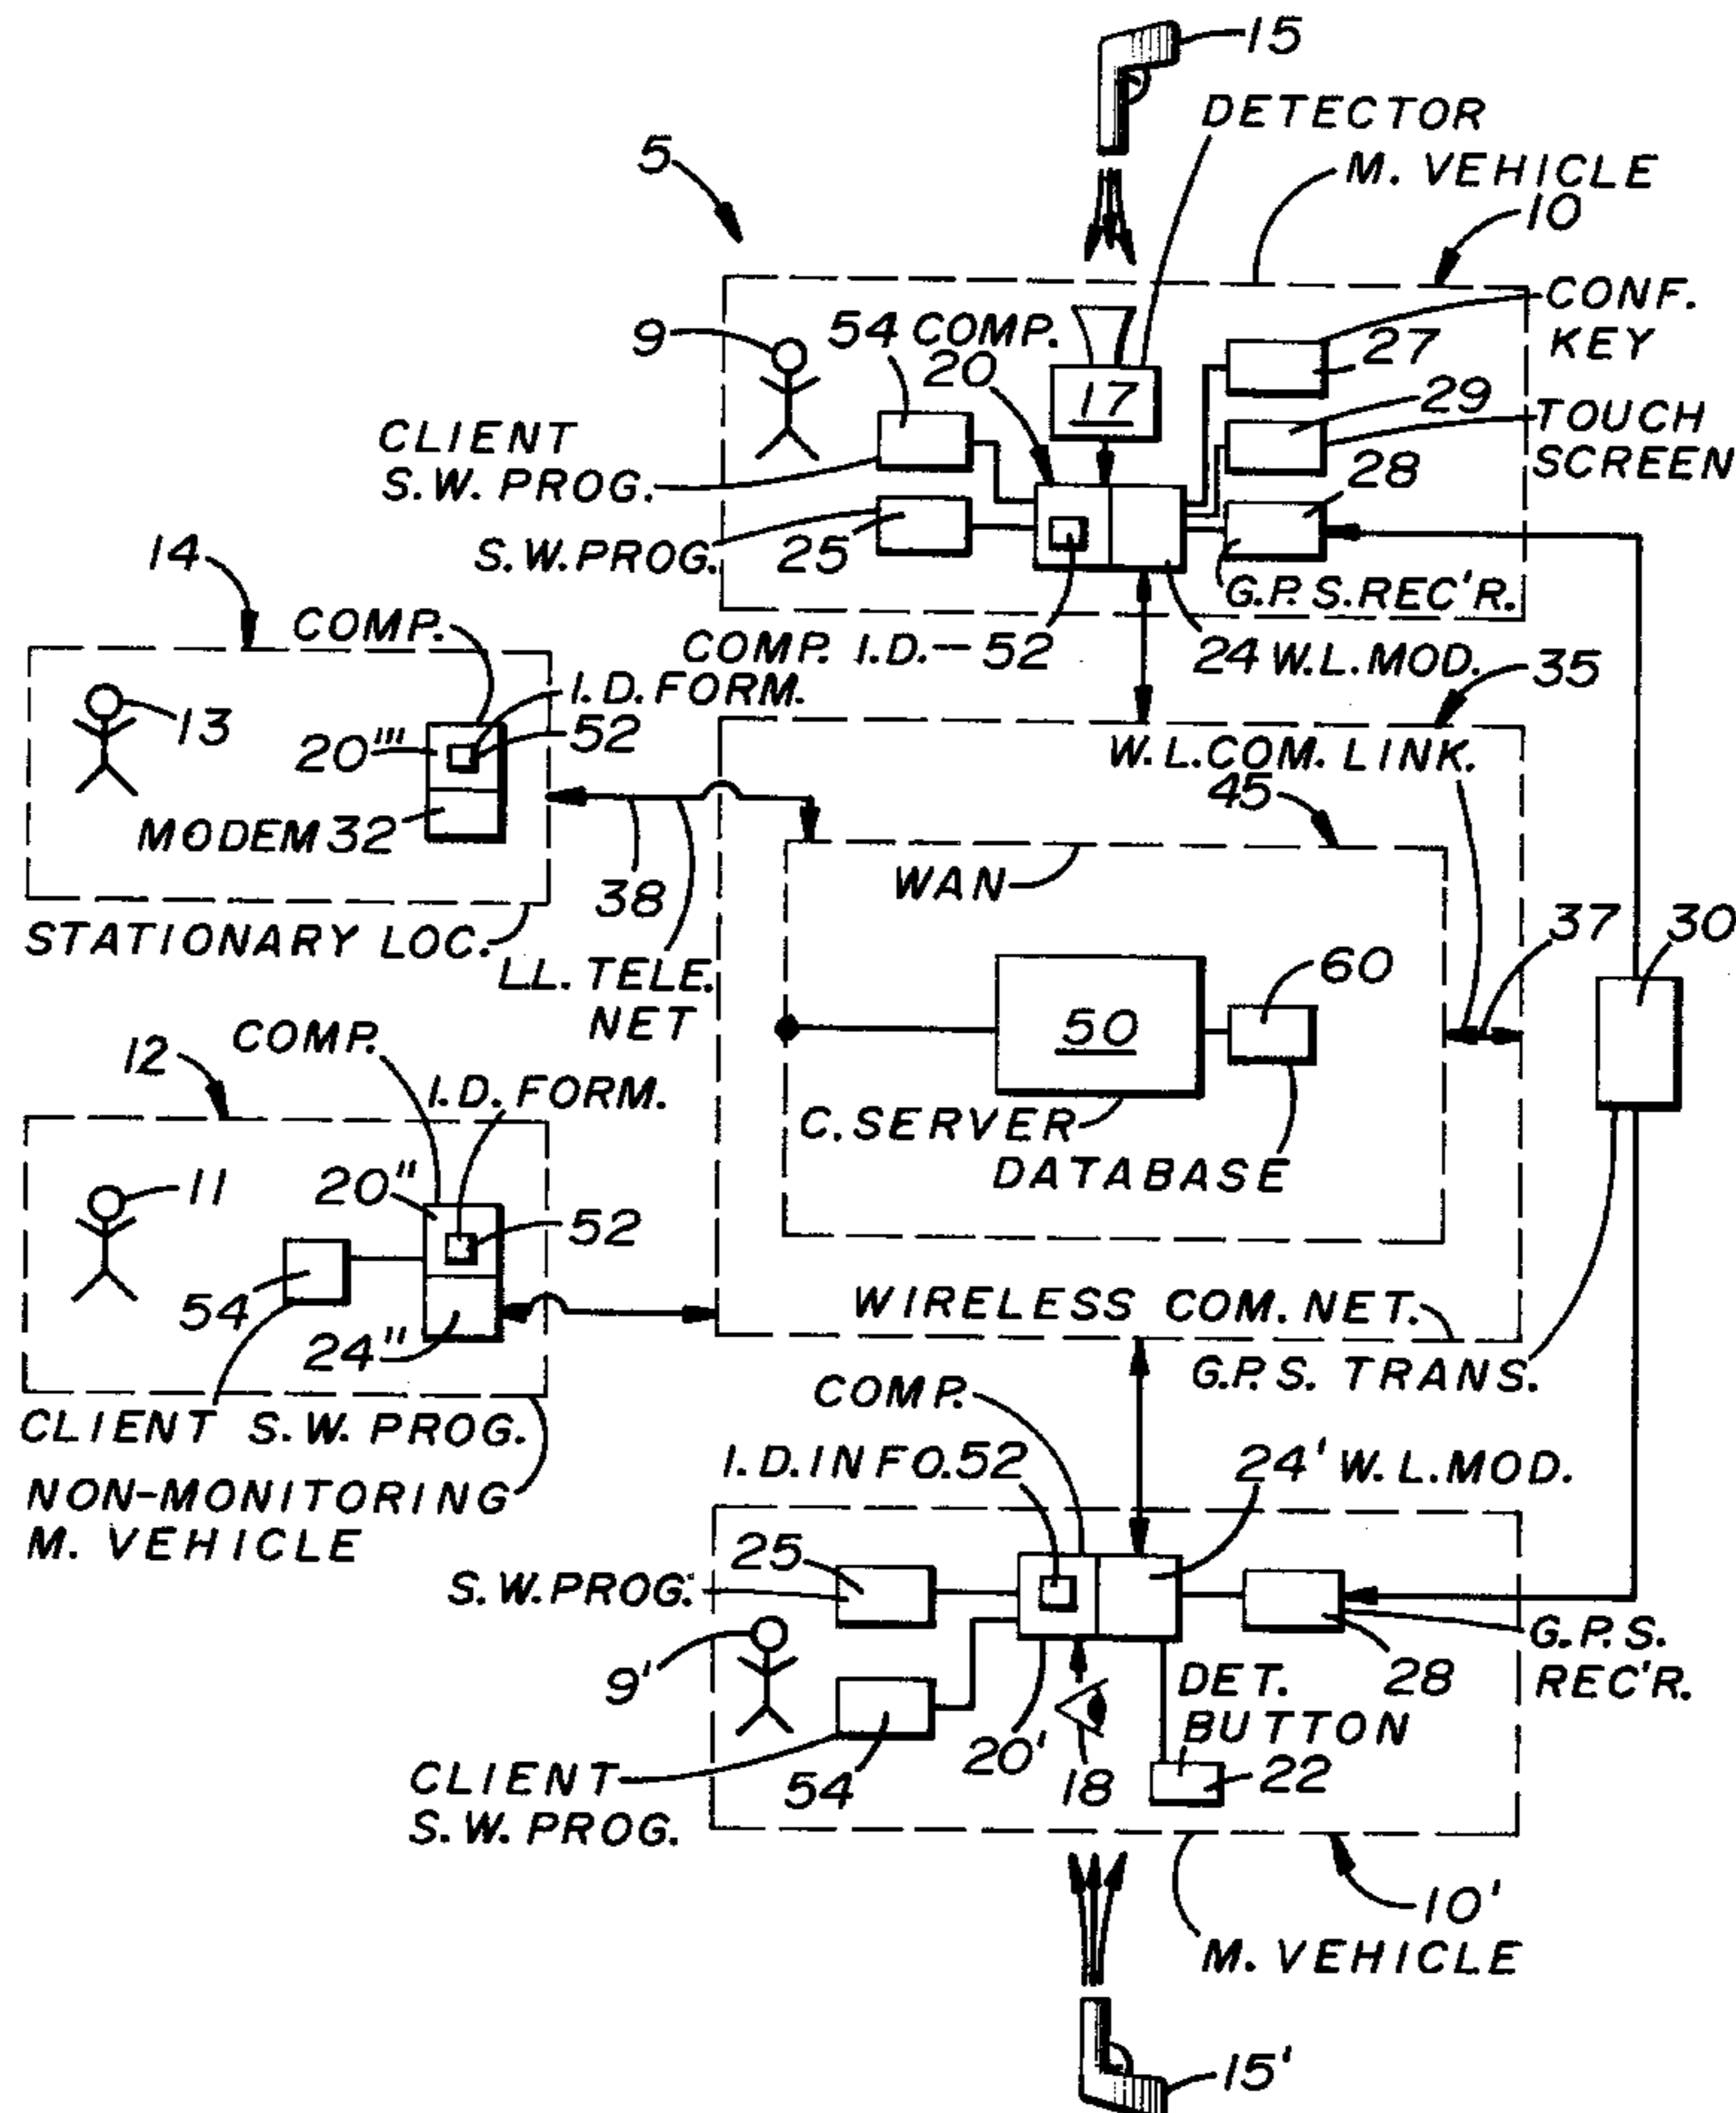 15
DETECTOR
5
M. VEHICLE
10
CONF.
KEY
9
54 COMP.
20
27
17
29
TOUCH
SCREEN
CLIENT
S.W. PROG.
28
S.W. PROG.
25
14
G.P.S. REC'R.
COMP.
COMP. I.D.-52
24 W.L. MOD.
35
I.D. FORM.
13
20'''
52
W.L. COM. LINK.
45
MODEM 32
WAN
38
37
30
STATIONARY LOC.
LL. TELE.
NET
60
50
COMP.
12
I.D. FORM.
C. SERVER
DATABASE
11
20''
52
54
24''
WIRELESS COM. NET.
G.P.S. TRANS.
COMP.
CLIENT S.W. PROG.
I.D. INFO. 52
24' W.L. MOD.
NON-MONITORING
M. VEHICLE
25
S.W. PROG.
G.P.S.
REC'R.
9'
DET.
BUTTON
28
20'
18
22
54
CLIENT
S.W. PROG.
10'
M. VEHICLE
15'